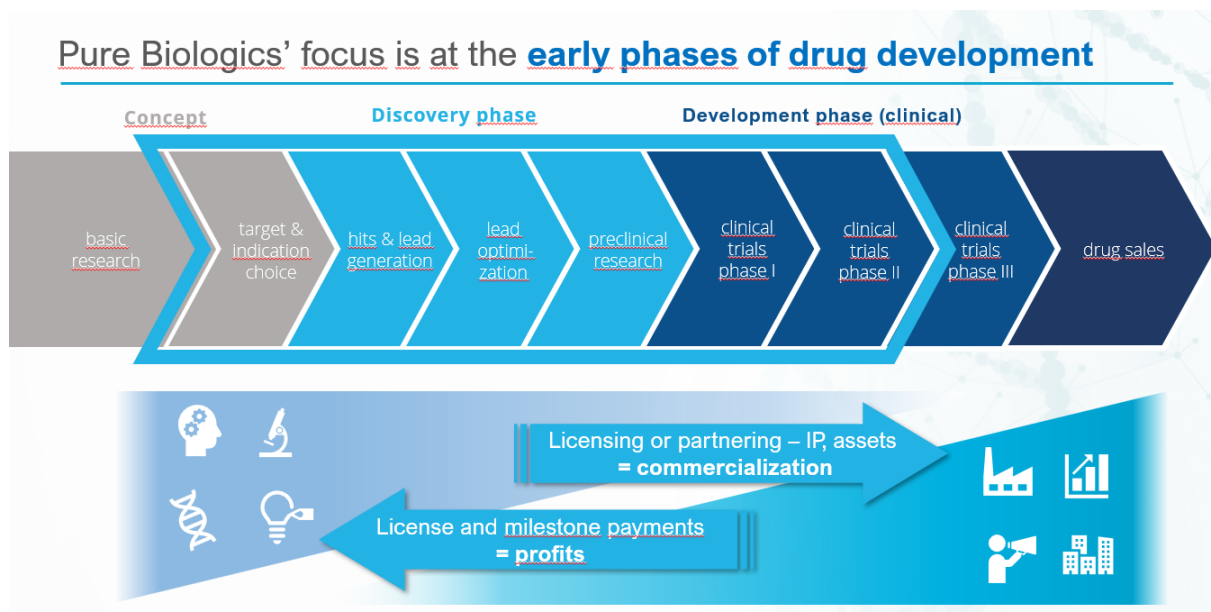 Pure Biologics’ focus is at the early phases of drug development
Concept
Discovery phase
Development phase (clinical)
basic
research
target &
indication
choice
hits & lead
generation
lead
optimi-
zation
preclinical
research
clinical
trials
phase I
clinical
trials
phase II
clinical
trials
phase III
drug sales
Licensing or partnering – IP, assets
= commercialization
License and milestone payments
= profits